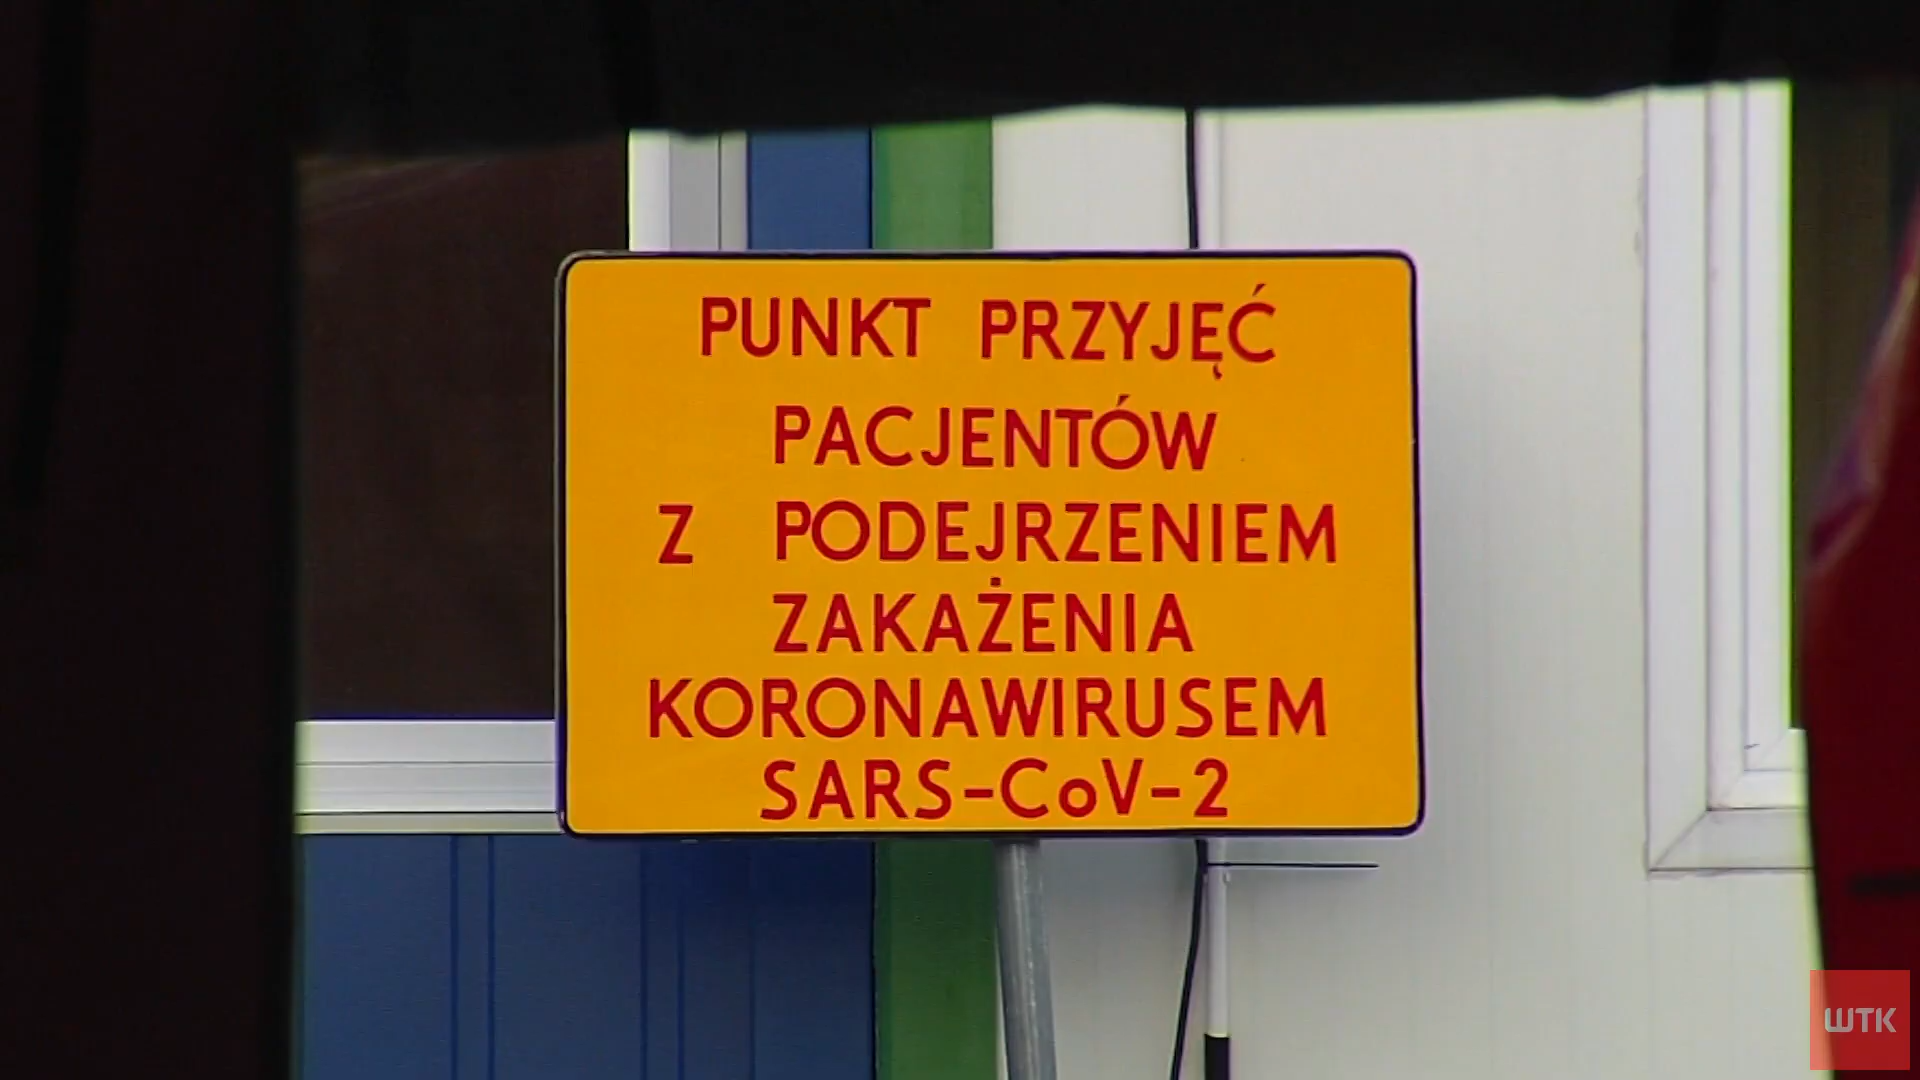 PUNKT PRZYJĘĆ
PACJENTÓW
Z PODEJRZENIEM
ZAKAŻENIA
KORONAWIRUSEM
SARS-CoV-2
WTK